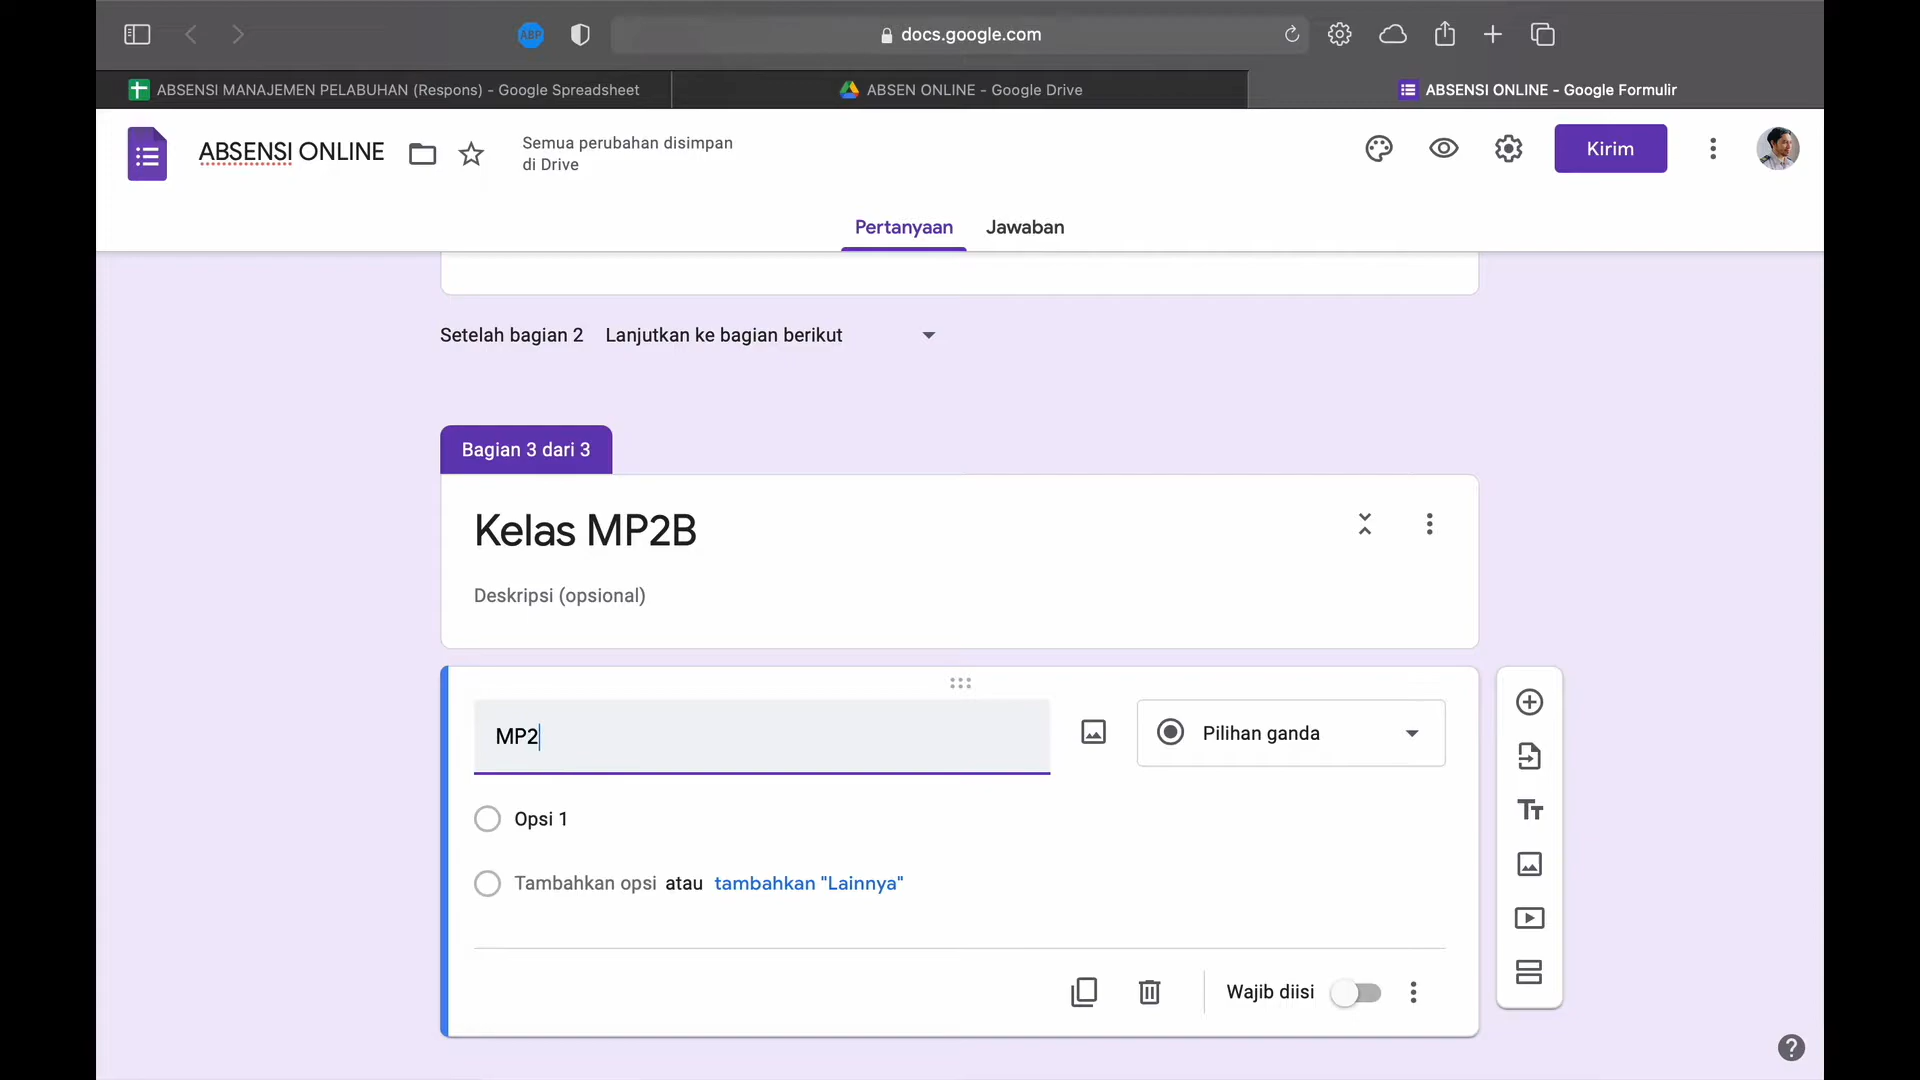 ABP
docs.google.com
ABSENSI MANAJEMEN PELABUHAN (Respons) - Google Spreadsheet
ABSEN ONLINE - Google Drive
ABSENSI ONLINE - Google Formulir
ABSENSI ONLINE
Semua perubahan disimpan
di Drive
Kirim
Pertanyaan
Jawaban
Setelah bagian 2
Lanjutkan ke bagian berikut
Bagian 3 dari 3
Kelas MP2B
Deskripsi (opsional)
MP2
Pilihan ganda
Opsi 1
Tambahkan opsi atau tambahkan "Lainnya"
Wajib diisi